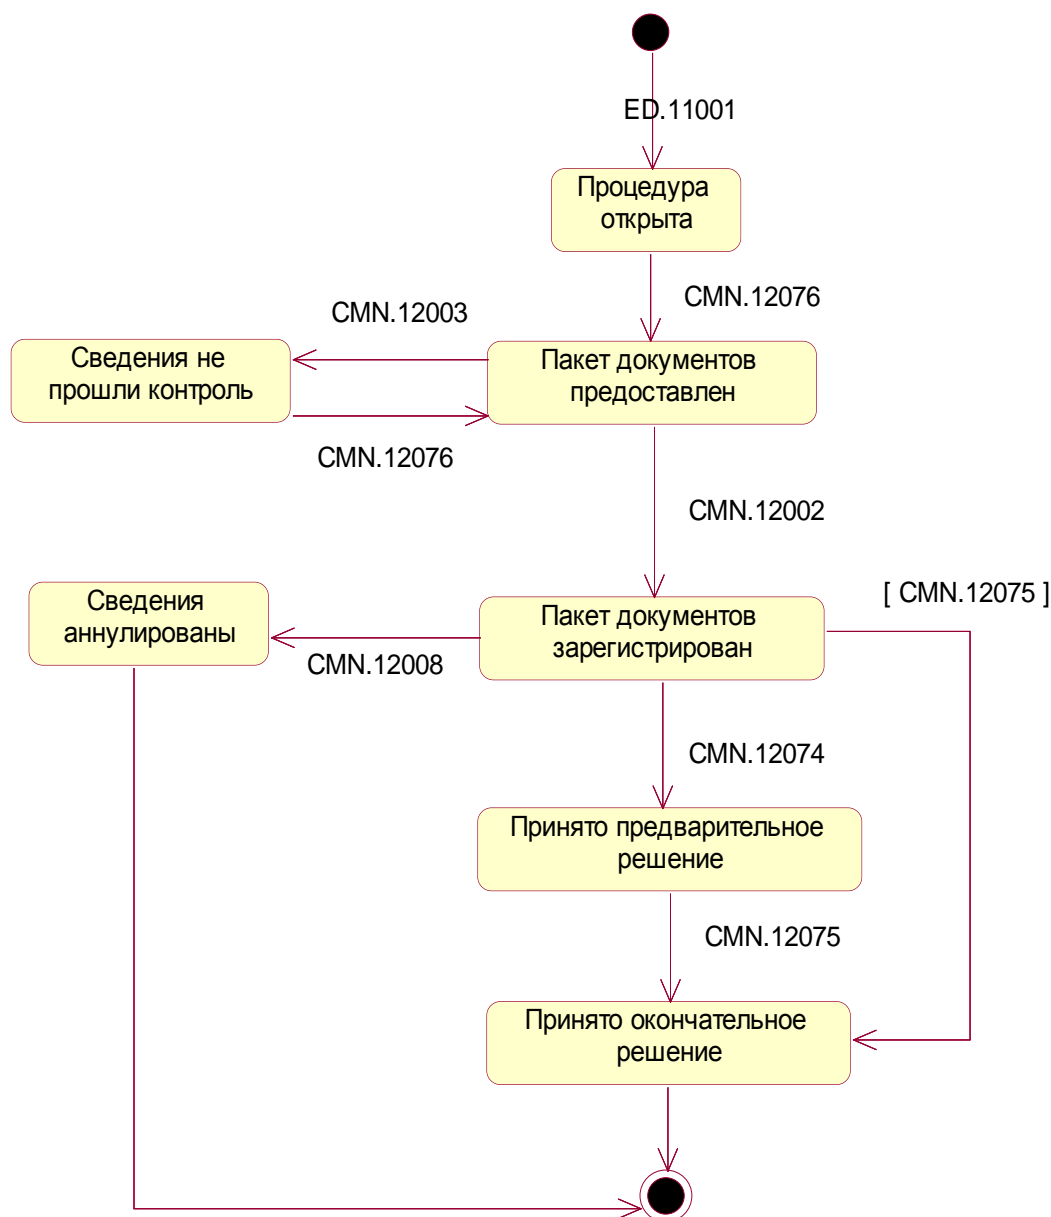 ED.11001
Процедура
открыта
CMN.12076
CMN.12003
Сведения не
прошли контроль
Пакет документов
предоставлен
CMN.12076
CMN.12002
[ CMN.12075 ]
Сведения
аннулированы
Пакет документов
зарегистрирован
CMN.12008
CMN.12074
Принято предварительное
решение
CMN.12075
Принято окончательное
решение